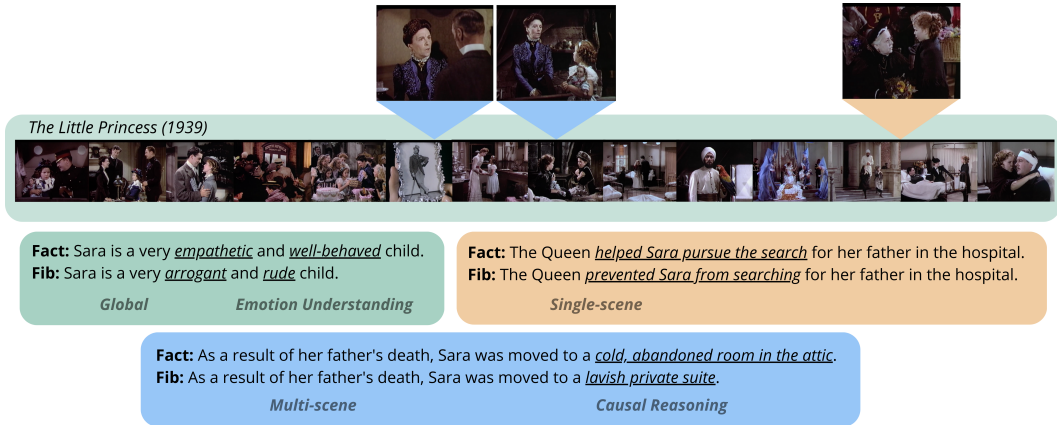 The Little Princess (1939)
Fact: Sara is a very empathetic and well-behaved child.
Fib: Sara is a very arrogant and rude child.
Global
Emotion Understanding
Fact: The Queen helped Sara pursue the search for her father in the hospital.
Fib: The Queen prevented Sara from searching for her father in the hospital.
Single-scene
Fact: As a result of her father's death, Sara was moved to a cold, abandoned room in the attic.
Fib: As a result of her father's death, Sara was moved to a lavish private suite.
Multi-scene
Causal Reasoning